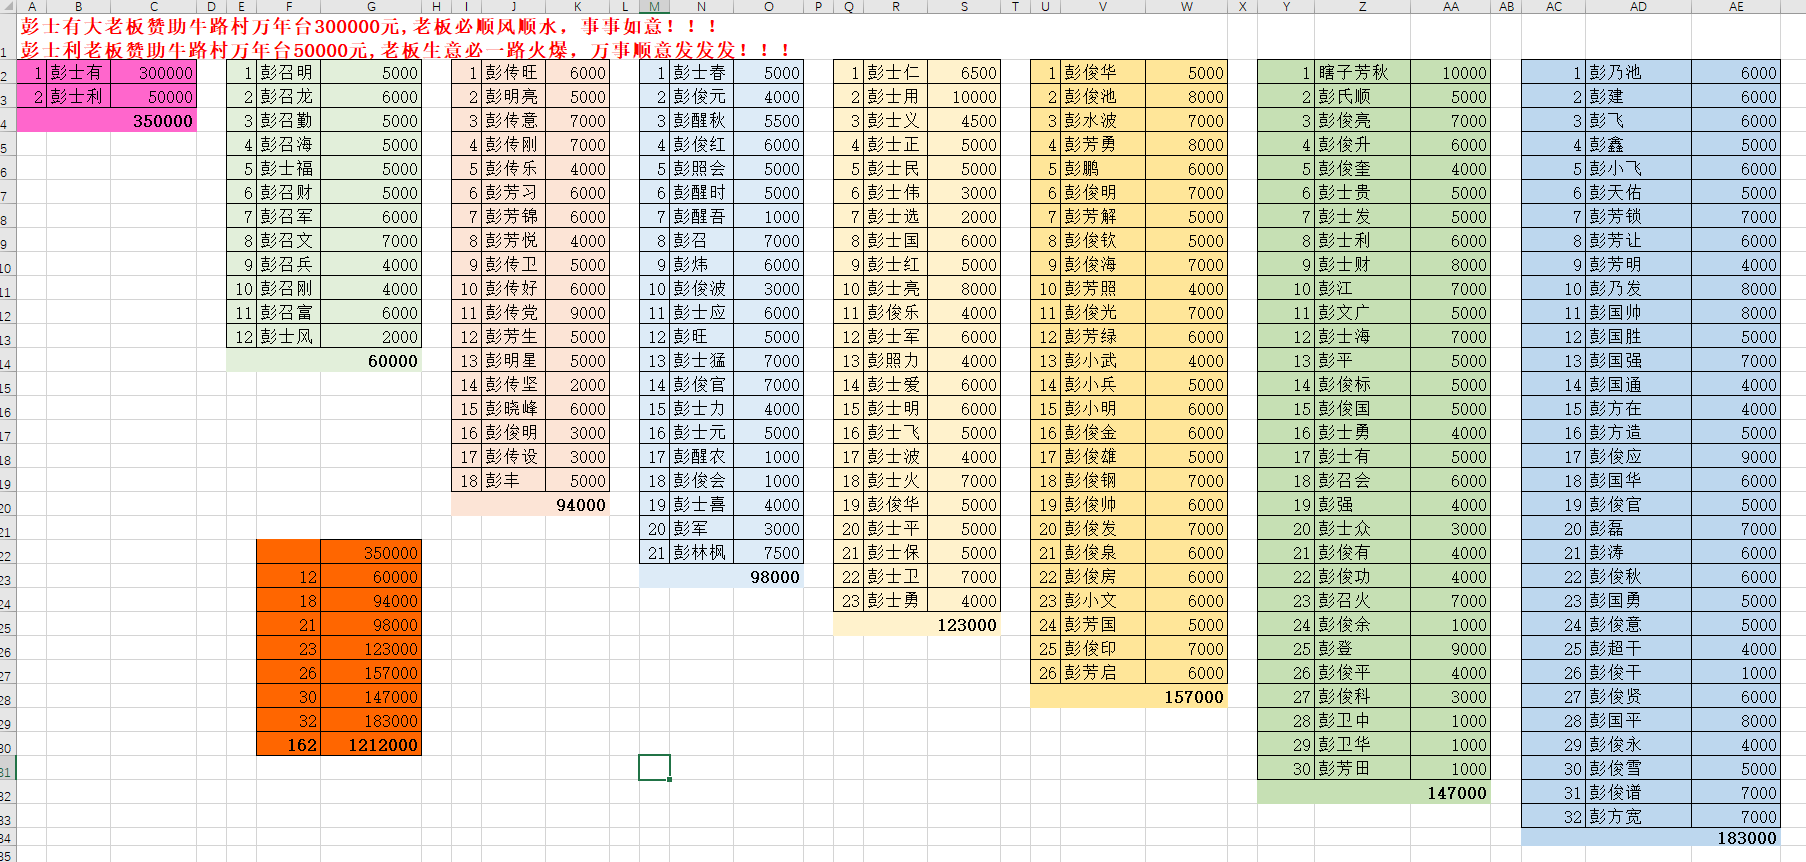 A B C D E F G H I J K L M N O P Q R S T U V W X Y Z AA AB AC AD AE
彭士有大老板赞助牛路村万年台300000元,老板必顺风顺水，事事如意！！！
1 彭士利老板赞助牛路村万年台50000元,老板生意必一路火爆，万事顺意发发发！！！
2 1 彭士有 300000 1 彭召明 5000 1 彭传旺 6000 1 彭士春 5000 1 彭士仁 6500 1 彭俊华 5000 1 瞎子芳秋 10000 1 彭乃池 6000
3 2 彭士利 50000 2 彭召龙 6000 2 彭明亮 5000 2 彭俊元 4000 2 彭士用 10000 2 彭俊池 8000 2 彭氏顺 5000 2 彭建 6000
4 350000 3 彭召勤 5000 3 彭传意 7000 3 彭醒秋 5500 3 彭士义 4500 3 彭水波 7000 3 彭俊亮 7000 3 彭飞 6000
5 4 彭召海 5000 4 彭传刚 7000 4 彭俊红 6000 4 彭士正 5000 4 彭芳勇 8000 4 彭俊升 6000 4 彭鑫 5000
6 5 彭士福 5000 5 彭传乐 4000 5 彭照会 5000 5 彭士民 5000 5 彭鹏 6000 5 彭俊奎 4000 5 彭小飞 6000
7 6 彭召财 5000 6 彭芳习 6000 6 彭醒时 5000 6 彭士伟 3000 6 彭俊明 7000 6 彭士贵 5000 6 彭天佑 5000
8 7 彭召军 6000 7 彭芳锦 6000 7 彭醒吾 1000 7 彭士选 2000 7 彭芳解 5000 7 彭士发 5000 7 彭芳锁 7000
9 8 彭召文 7000 8 彭芳悦 4000 8 彭召 7000 8 彭士国 6000 8 彭俊钦 5000 8 彭士利 6000 8 彭芳让 6000
10 9 彭召兵 4000 9 彭传卫 5000 9 彭炜 6000 9 彭士红 5000 9 彭俊海 7000 9 彭士财 8000 9 彭芳明 4000
11 10 彭召刚 4000 10 彭传好 6000 10 彭俊波 3000 10 彭士亮 8000 10 彭芳照 4000 10 彭江 7000 10 彭乃发 8000
12 11 彭召富 6000 11 彭传党 9000 11 彭士应 6000 11 彭俊乐 4000 11 彭俊光 7000 11 彭文广 5000 11 彭国帅 8000
13 12 彭士风 2000 12 彭芳生 5000 12 彭旺 5000 12 彭士军 6000 12 彭芳绿 6000 12 彭士海 7000 12 彭国胜 5000
14 60000 13 彭明星 5000 13 彭士猛 7000 13 彭照力 4000 13 彭小武 4000 13 彭平 5000 13 彭国强 7000
15 14 彭传坚 2000 14 彭俊官 7000 14 彭士爱 6000 14 彭小兵 5000 14 彭俊标 5000 14 彭国通 4000
16 15 彭晓峰 6000 15 彭士力 4000 15 彭士明 6000 15 彭小明 6000 15 彭俊国 5000 15 彭方在 4000
17 16 彭俊明 3000 16 彭士元 5000 16 彭士飞 5000 16 彭俊金 6000 16 彭士勇 4000 16 彭方造 5000
18 17 彭传设 3000 17 彭醒农 1000 17 彭士波 4000 17 彭俊雄 5000 17 彭士有 5000 17 彭俊应 9000
19 18 彭丰 5000 18 彭俊会 1000 18 彭士火 7000 18 彭俊钢 7000 18 彭召会 6000 18 彭国华 6000
20 94000 19 彭士喜 4000 19 彭俊华 5000 19 彭俊帅 6000 19 彭强 4000 19 彭俊官 5000
21 20 彭军 3000 20 彭士平 5000 20 彭俊发 7000 20 彭士众 3000 20 彭磊 7000
22 350000 21 彭林枫 7500 21 彭士保 5000 21 彭俊泉 6000 21 彭俊有 4000 21 彭涛 6000
23 12 60000 98000 22 彭士卫 7000 22 彭俊房 6000 22 彭俊功 4000 22 彭俊秋 6000
24 18 94000 23 彭士勇 4000 23 彭小文 6000 23 彭召火 7000 23 彭国勇 5000
25 21 98000 123000 24 彭芳国 5000 24 彭俊余 1000 24 彭俊意 5000
26 23 123000 25 彭俊印 7000 25 彭登 9000 25 彭超干 4000
27 26 157000 26 彭芳启 6000 26 彭俊平 4000 26 彭俊干 1000
28 30 147000 157000 27 彭俊科 3000 27 彭俊贤 6000
29 32 183000 28 彭卫中 1000 28 彭国平 8000
30 162 1212000 29 彭卫华 1000 29 彭俊永 4000
31 30 彭芳田 1000 30 彭俊雪 5000
32 147000 31 彭俊谱 7000
33 32 彭方宽 7000
34 183000
35